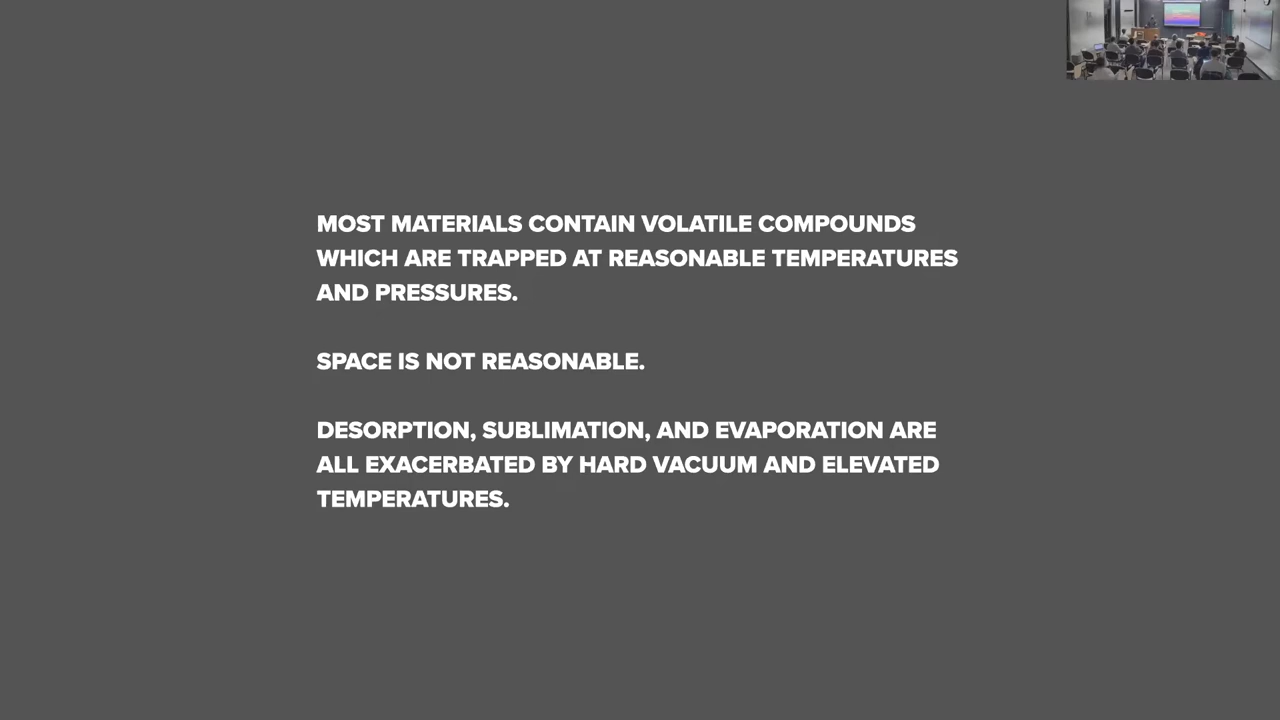 MOST MATERIALS CONTAIN VOLATILE COMPOUNDS
WHICH ARE TRAPPED AT REASONABLE TEMPERATURES
AND PRESSURES.
SPACE IS NOT REASONABLE.
DESORPTION, SUBLIMATION, AND EVAPORATION ARE
ALL EXACERBATED BY HARD VACUUM AND ELEVATED
TEMPERATURES.